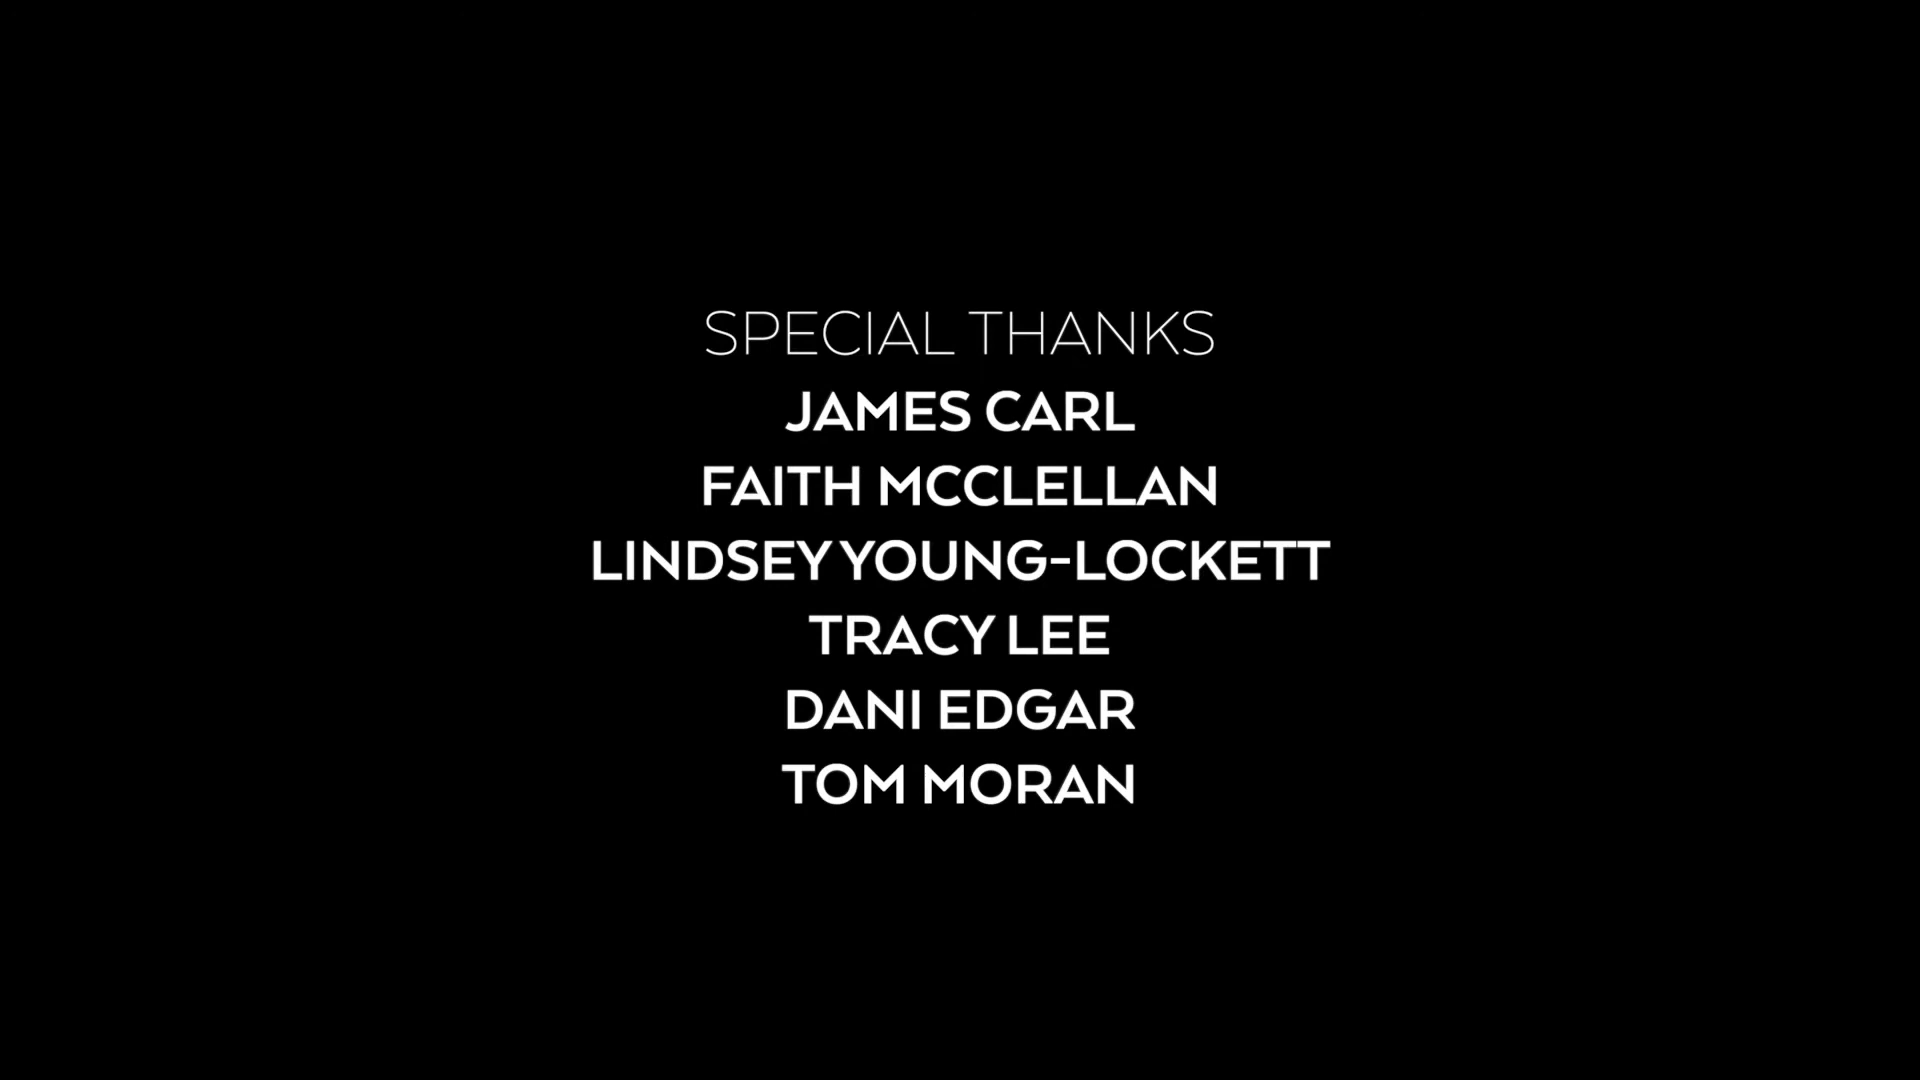 SPECIAL THANKS
JAMES CARL
FAITH MCCLELLAN
LINDSEY YOUNG-LOCKETT
TRACY LEE
DANI EDGAR
TOM MORAN